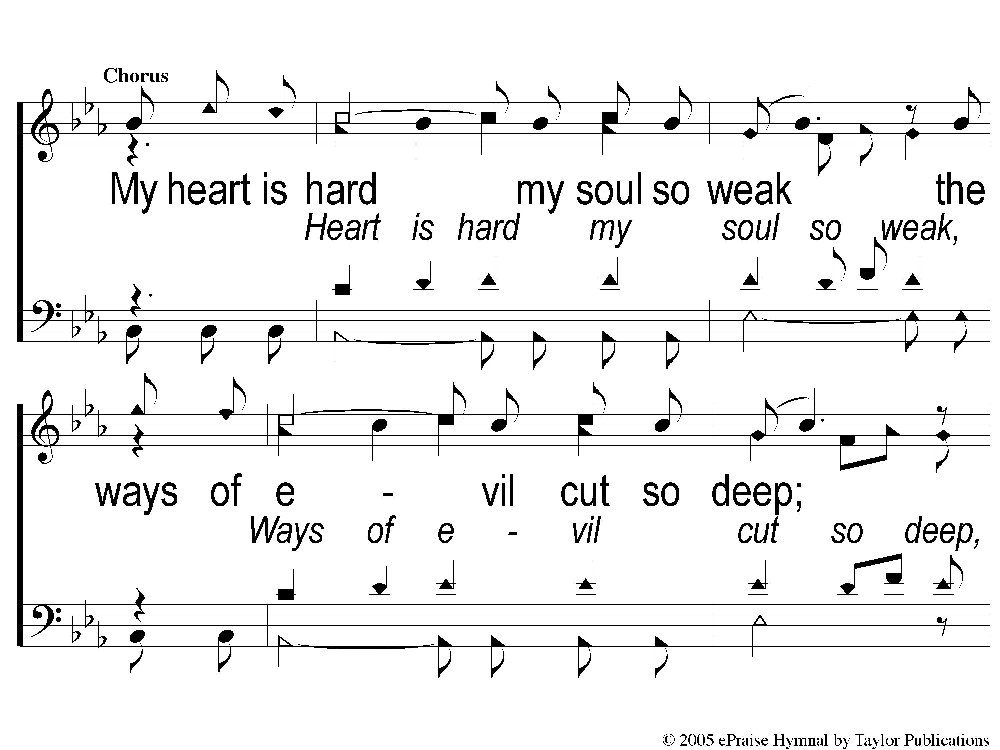 Chorus
My heart is hard my soul so weak the
Heart is hard my soul so weak,
ways of e - vil cut so deep;
Ways of e - vil cut so deep,
© 2005 ePraise Hymnal by Taylor Publications